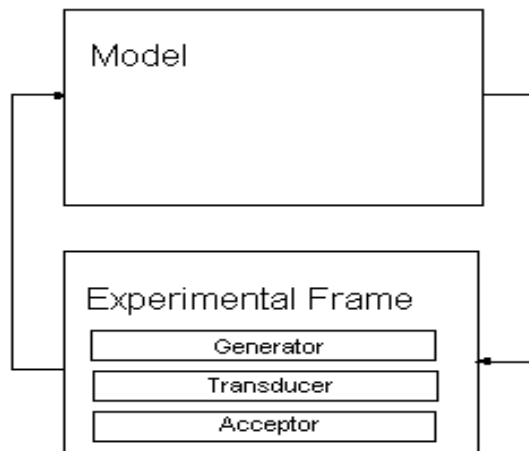 Model
Experimental Frame
Generator
Transducer
Acceptor